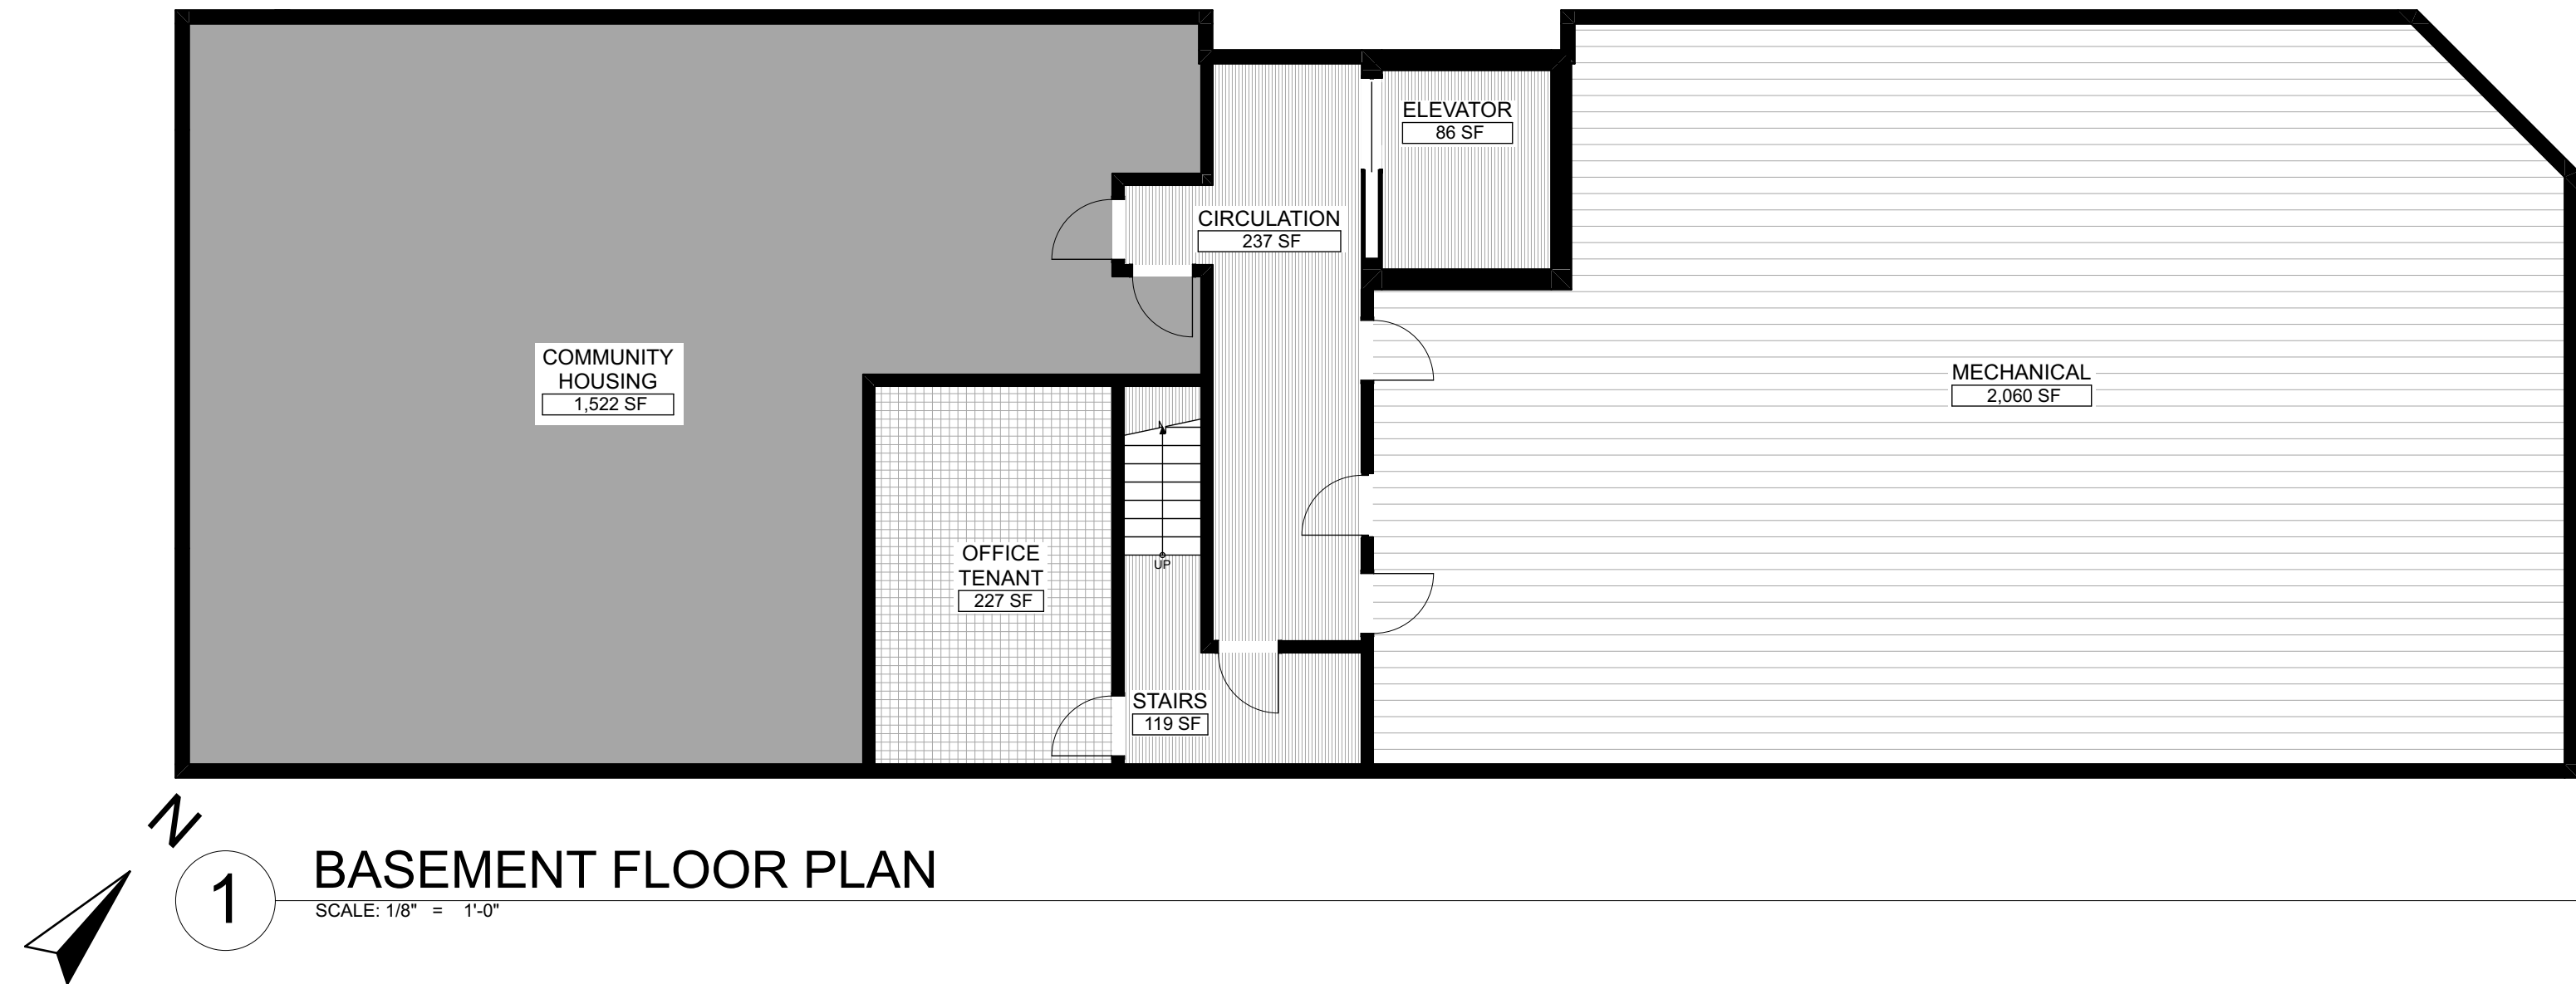 ELEVATOR
86 SF
CIRCULATION
237 SF
COMMUNITY
HOUSING
1,522 SF
MECHANICAL
2,060 SF
OFFICE
TENANT
227 SF
UP
STAIRS
119 SF
N
1
BASEMENT FLOOR PLAN
SCALE: 1/8" = 1'-0"